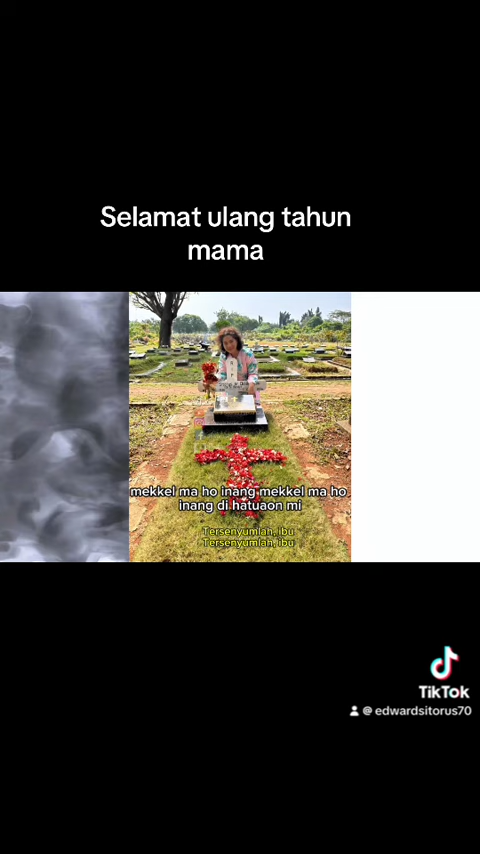 Selamat ulang tahun
mama
mekkel ma ho inang mekkel ma ho
inang di hatuaon mi
Tersenyumlah, ibu
Tersenyumlah, ibu
TikTok
@ edwardsitorus70